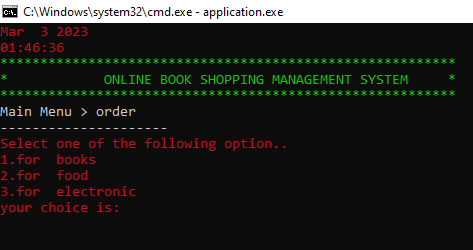 C:\Windows\system32\cmd.exe - application.exe
Mar  3 2023
01:46:36
**********************************************************
*            ONLINE BOOK SHOPPING MANAGEMENT SYSTEM     *
**********************************************************
Main Menu > order
---------------------
Select one of the following option..
1.for  books
2.for  food
3.for  electronic
your choice is: